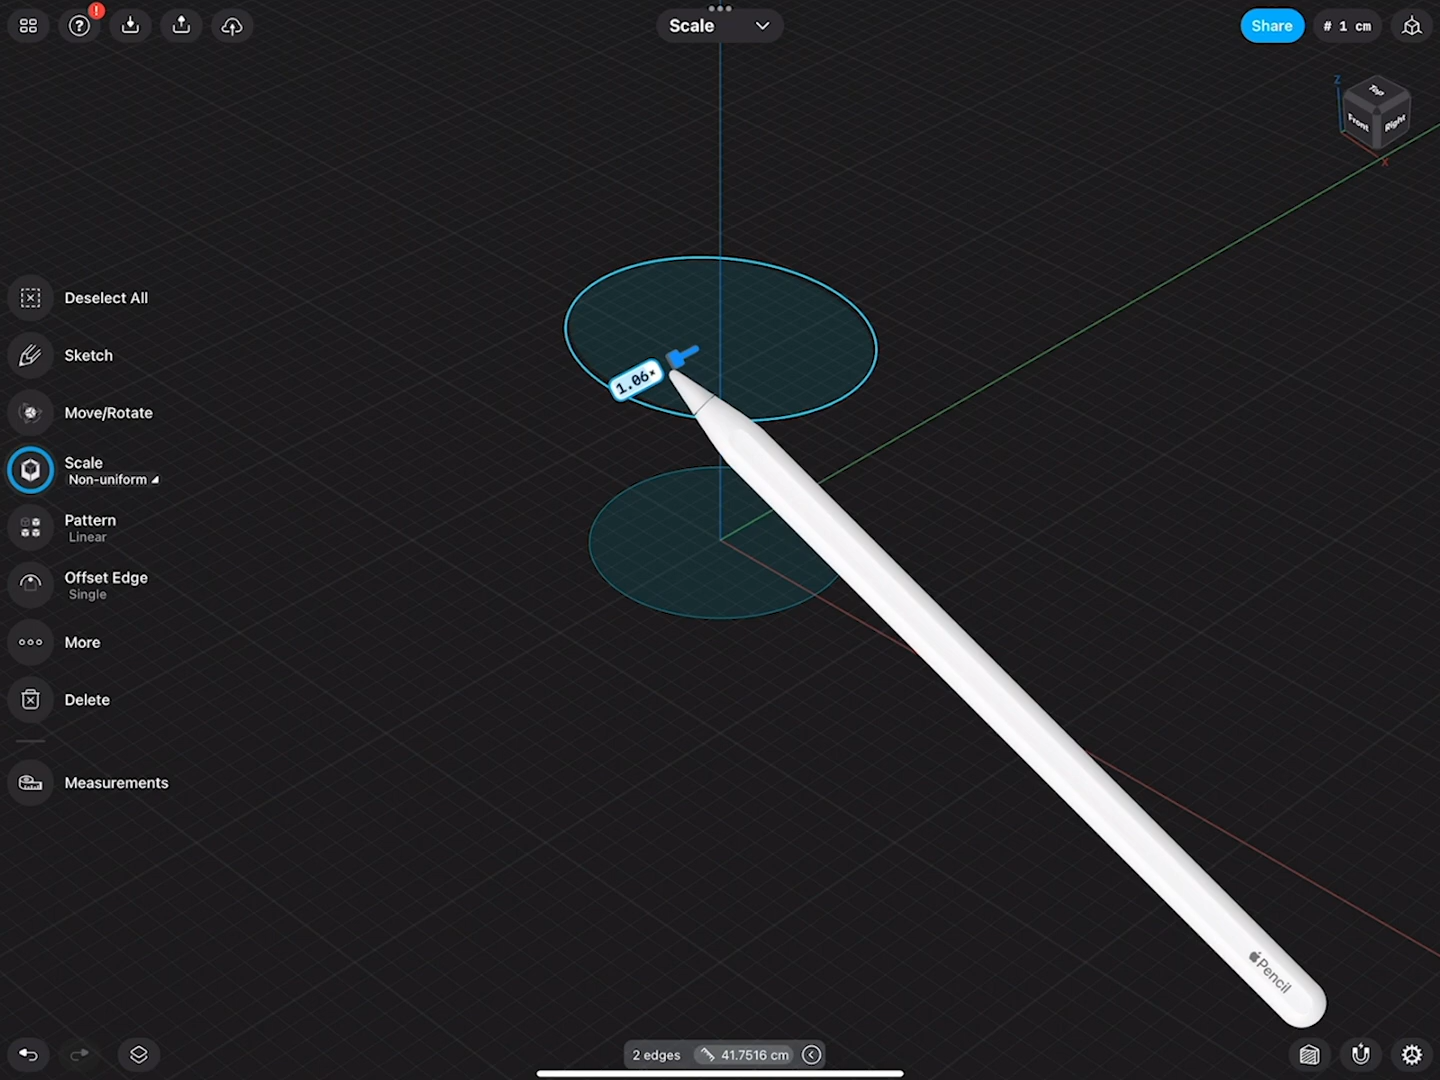 !
Scale
Share
# 1 cm
Z
Top
Front
Right
X
Deselect All
Sketch
Move/Rotate
Scale
Non-uniform
Pattern
Linear
Offset Edge
Single
More
Delete
Measurements
1.06×
Pencil
2 edges
41.7516 cm